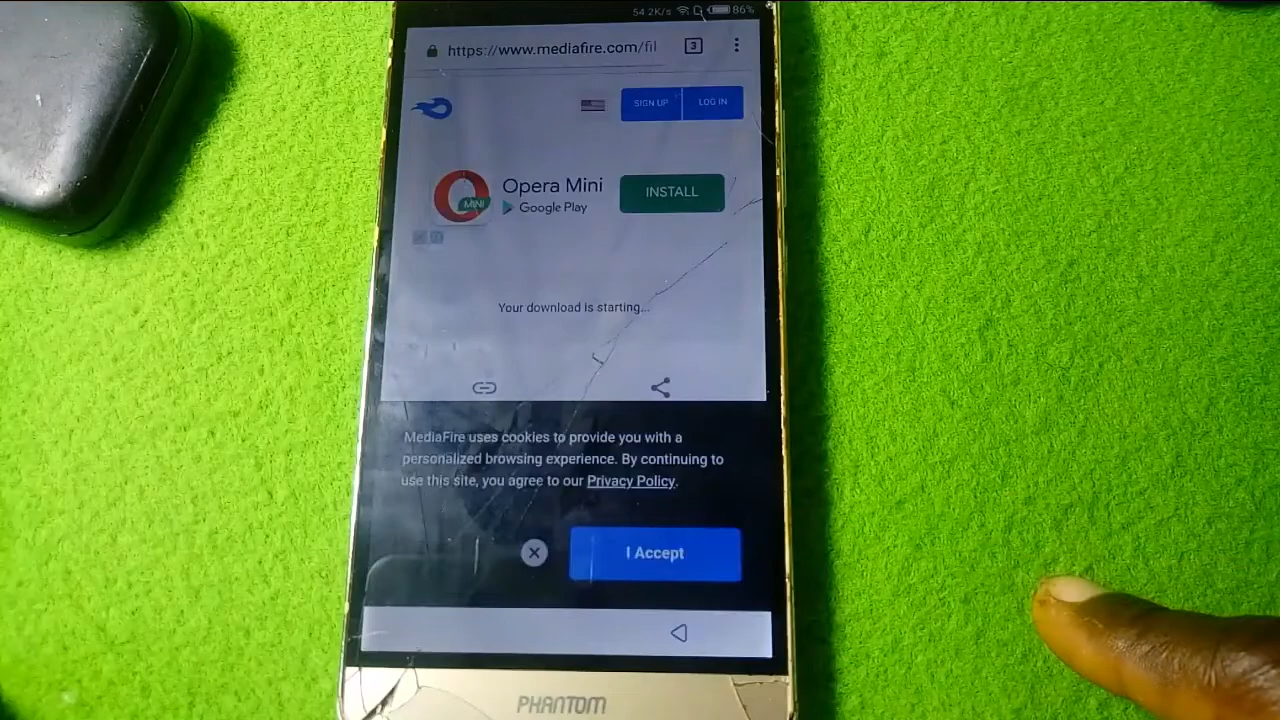 54.2K/s 86%
https://www.mediafire.com/fil 3
SIGN UP LOG IN
Opera Mini
MINI
Google Play
INSTALL
Your download is starting...
MediaFire uses cookies to provide you with a
personalized browsing experience. By continuing to
use this site, you agree to our Privacy Policy.
I Accept
PHANTOM